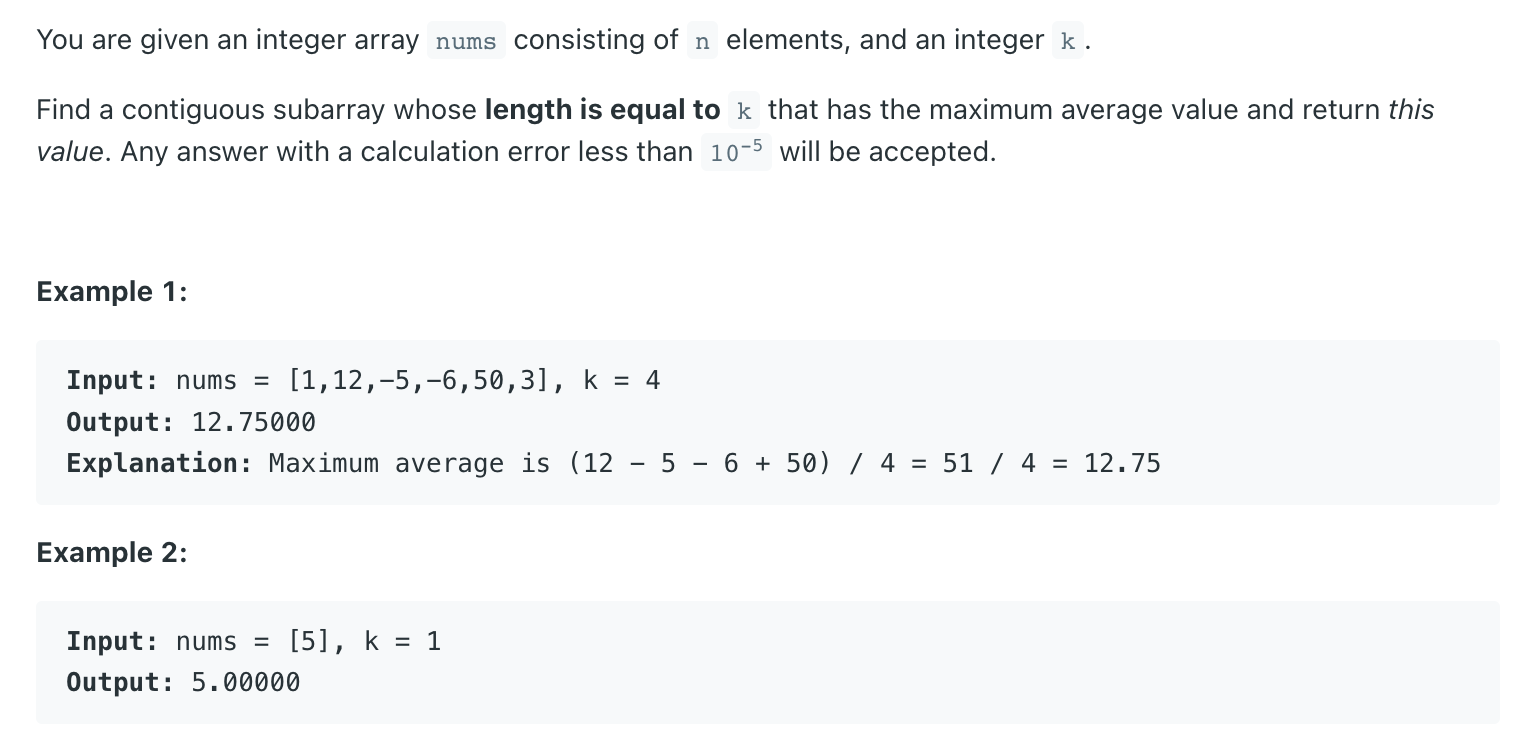 You are given an integer array nums consisting of n elements, and an integer k.
Find a contiguous subarray whose length is equal to k that has the maximum average value and return this
value. Any answer with a calculation error less than 10⁻⁵ will be accepted.
Example 1:
Input: nums = [1,12,-5,-6,50,3], k = 4
Output: 12.75000
Explanation: Maximum average is (12 - 5 - 6 + 50) / 4 = 51 / 4 = 12.75
Example 2:
Input: nums = [5], k = 1
Output: 5.00000